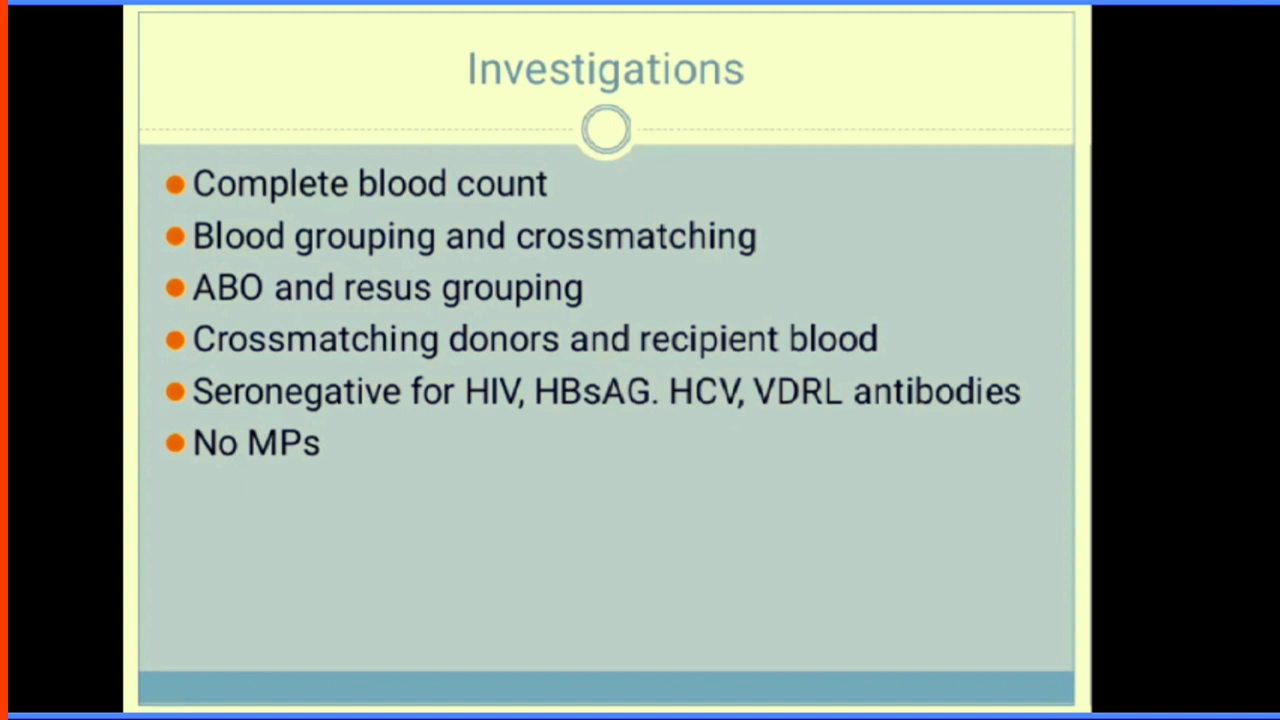 Investigations
Complete blood count
Blood grouping and crossmatching
ABO and resus grouping
Crossmatching donors and recipient blood
Seronegative for HIV, HBsAG. HCV, VDRL antibodies
No MPs